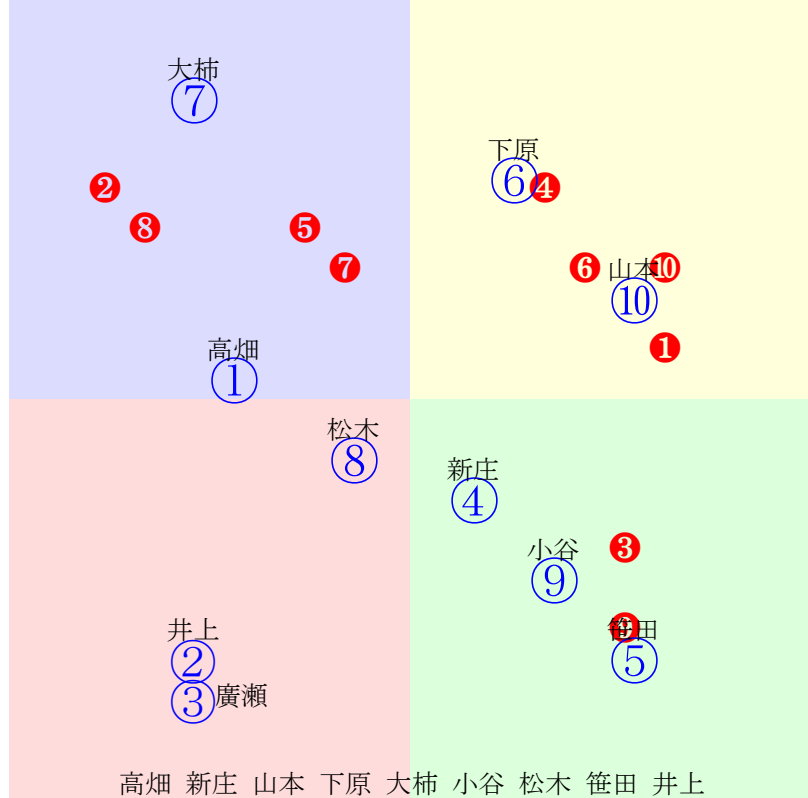 大柿
⑦
下原
❷ ⑥ ❹
❽ ❺
❼ ❻ 山本 ❿
⑩
高畑 ❶
①
松木
⑧ 新庄
④
小谷 ❸
⑨
井上 笹田
② ⑤
③ 廣瀬
高畑 新庄 山本 下原 大柿 小谷 松木 笹田 井上